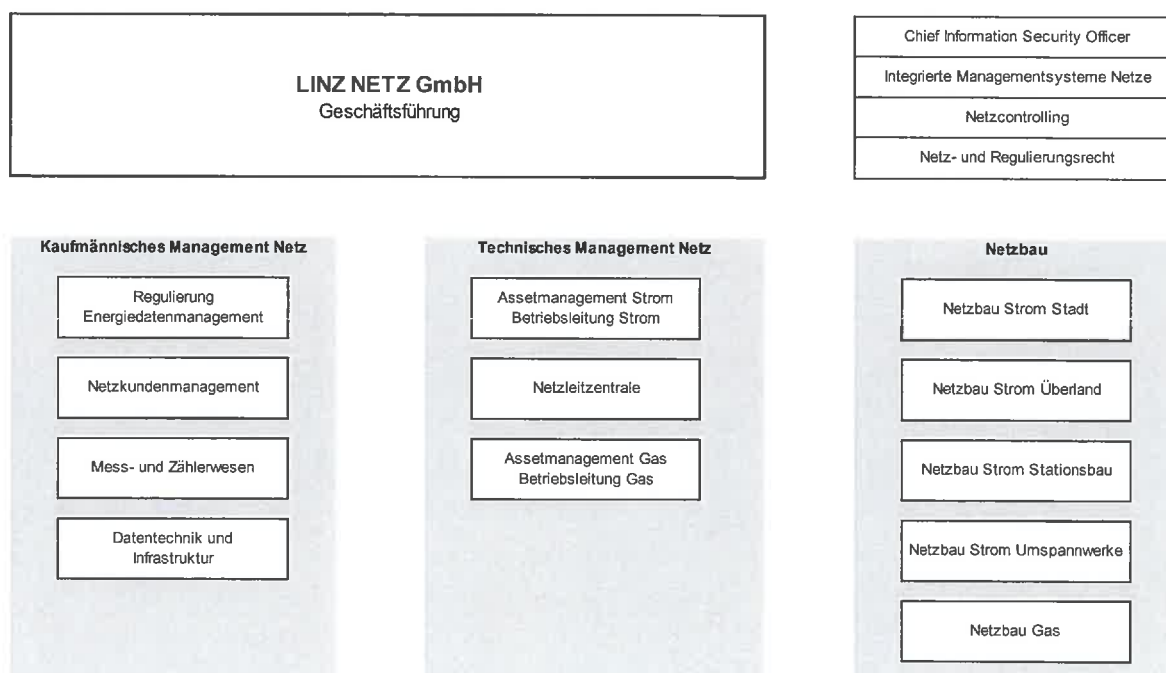 LINZ NETZ GmbH
Geschäftsführung
Chief Information Security Officer
Integrierte Managementsysteme Netze
Netzcontrolling
Netz- und Regulierungsrecht
Kaufmännisches Management Netz
Regulierung
Energiedatenmanagement
Netzkundenmanagement
Mess- und Zählerwesen
Datentechnik und
Infrastruktur
Technisches Management Netz
Assetmanagement Strom
Betriebsleitung Strom
Netzleitzentrale
Assetmanagement Gas
Betriebsleitung Gas
Netzbau
Netzbau Strom Stadt
Netzbau Strom Überland
Netzbau Strom Stationsbau
Netzbau Strom Umspannwerke
Netzbau Gas